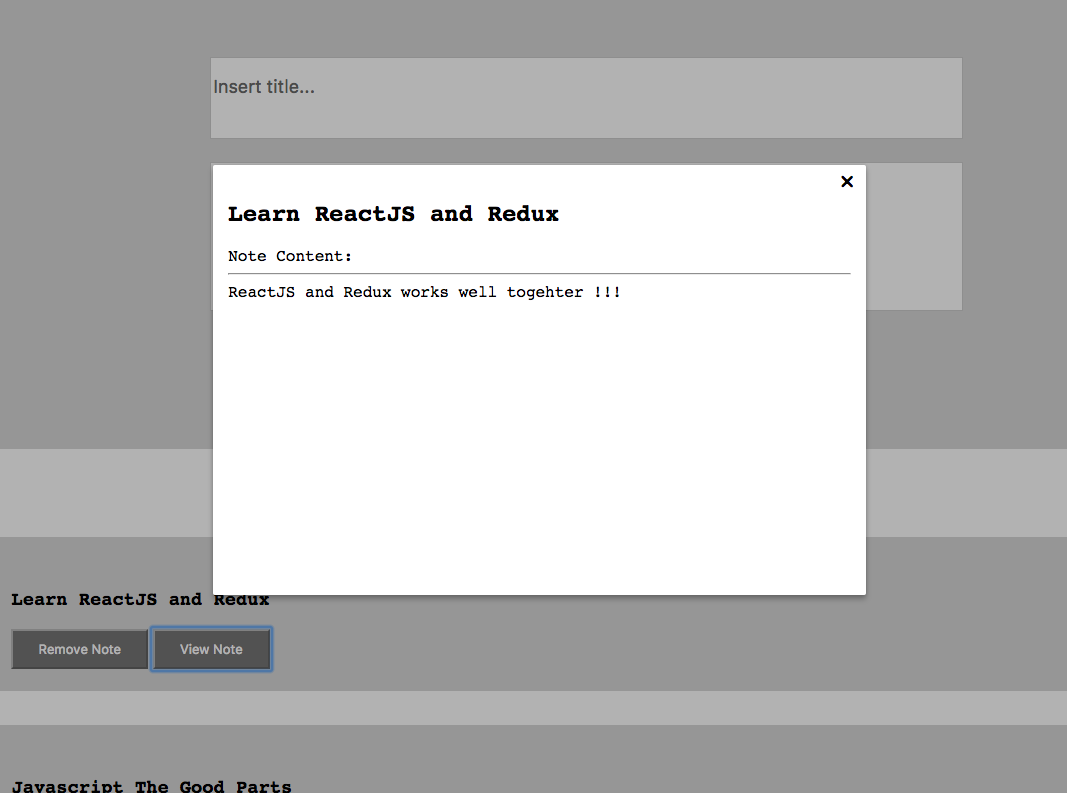 Insert title...
×
Learn ReactJS and Redux
Note Content:
ReactJS and Redux works well togehter !!!
Learn ReactJS and Redux
Remove Note
View Note
Javascript The Good Parts